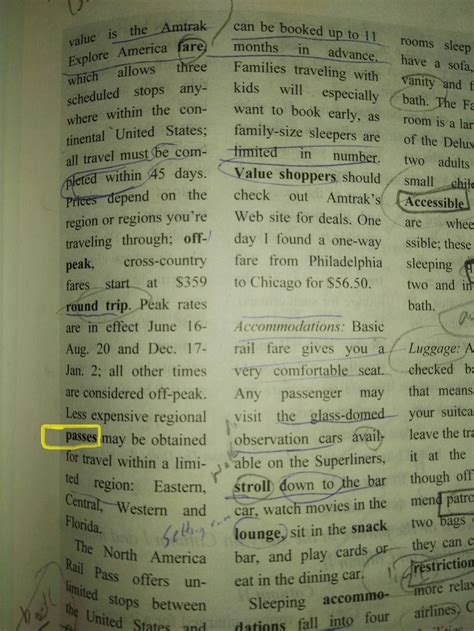 value is the Amtrak
Explore America fare,
which allows three
scheduled stops any-
where within the con-
tinental United States;
all travel must be com-
pleted within 45 days.
Prices depend on the
region or regions you're
traveling through; off-
peak, cross-country
fares start at $359
round trip. Peak rates
are in effect June 16-
Aug. 20 and Dec. 17-
Jan. 2; all other times
are considered off-peak.
Less expensive regional
passes may be obtained
for travel within a limi-
ted region: Eastern,
Central, Western and
Florida.
The North America
Rail Pass offers un-
limited stops between
the United States and
can be booked up to 11
months in advance.
Families traveling with
kids will especially
want to book early, as
family-size sleepers are
limited in number.
Value shoppers should
check out Amtrak's
Web site for deals. One
day I found a one-way
fare from Philadelphia
to Chicago for $56.50.
Accommodations: Basic
rail fare gives you a
very comfortable seat.
Any passenger may
visit the glass-domed
observation cars avail-
able on the Superliners,
stroll down to the bar
car, watch movies in the
lounge, sit in the snack
bar, and play cards or
eat in the dining car.
Sleeping accommo-
dations fall into four
rooms sleep
have a sofa,
vanity and
bath. The Fa
room is a lar
of the Delux
two adults
small chil
Accessible
are whee
ssible; these
sleeping
two and in
bath.
Luggage: A
checked b
that means
your suitca
leave the tra
it at the
though off
mend patro
two bags
they can c
restriction
more relax
airlines, C